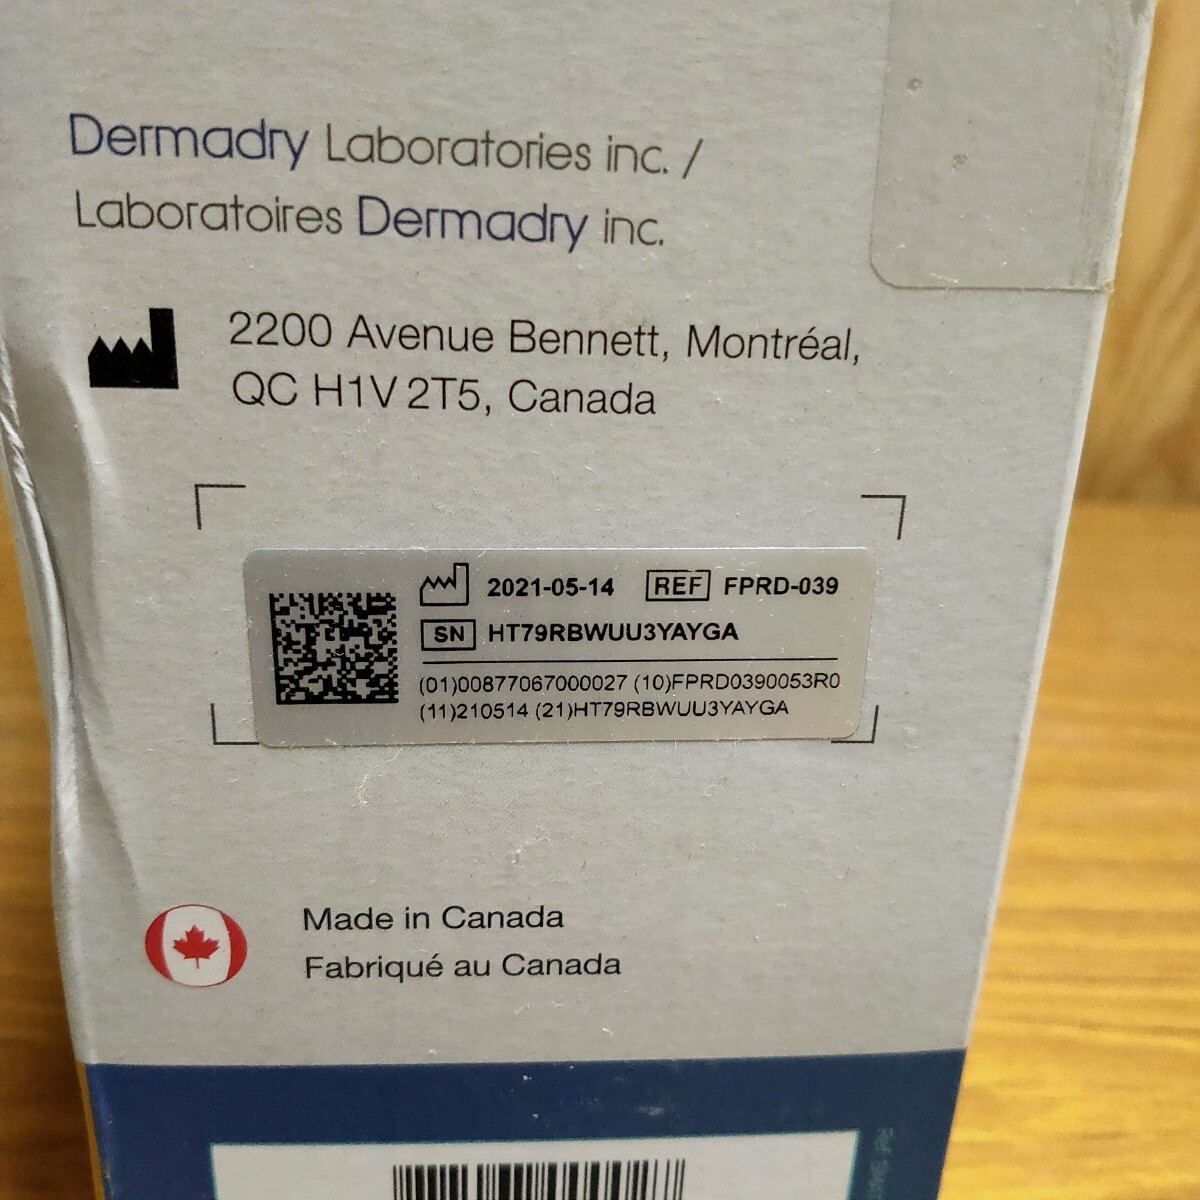 Dermadry Laboratories inc. /
Laboratoires Dermadry inc.
2200 Avenue Bennett, Montréal,
QC H1V 2T5, Canada
2021-05-14 REF FPRD-039
SN HT79RBWUU3YAYGA
(01)00877067000027 (10)FPRD0390053R0
(11)210514 (21)HT79RBWUU3YAYGA
Made in Canada
Fabriqué au Canada